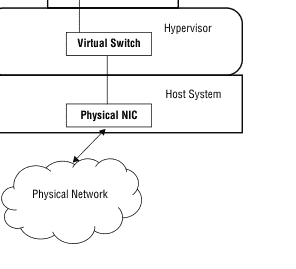 Hypervisor
Virtual Switch
Host System
Physical NIC
Physical Network